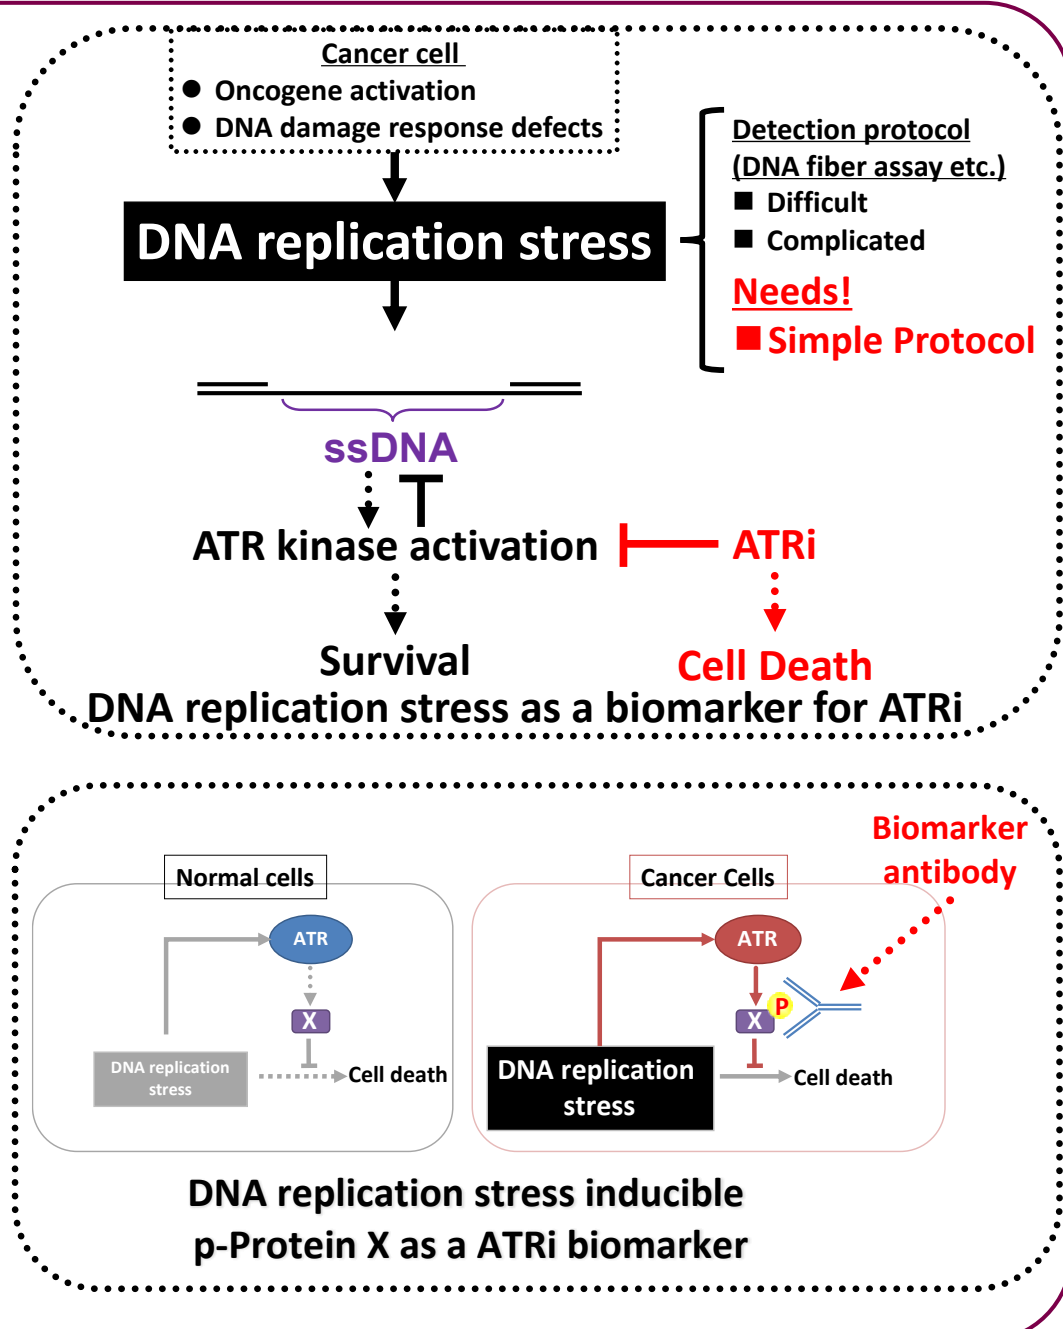 Cancer cell
● Oncogene activation
● DNA damage response defects
DNA replication stress
Detection protocol
(DNA fiber assay etc.)
■ Difficult
■ Complicated
Needs!
■ Simple Protocol
ssDNA
ATR kinase activation
ATRi
Survival
Cell Death
DNA replication stress as a biomarker for ATRi
Biomarker
antibody
Normal cells
ATR
X
DNA replication
stress
Cell death
Cancer Cells
ATR
X
P
DNA replication
stress
Cell death
DNA replication stress inducible
p-Protein X as a ATRi biomarker